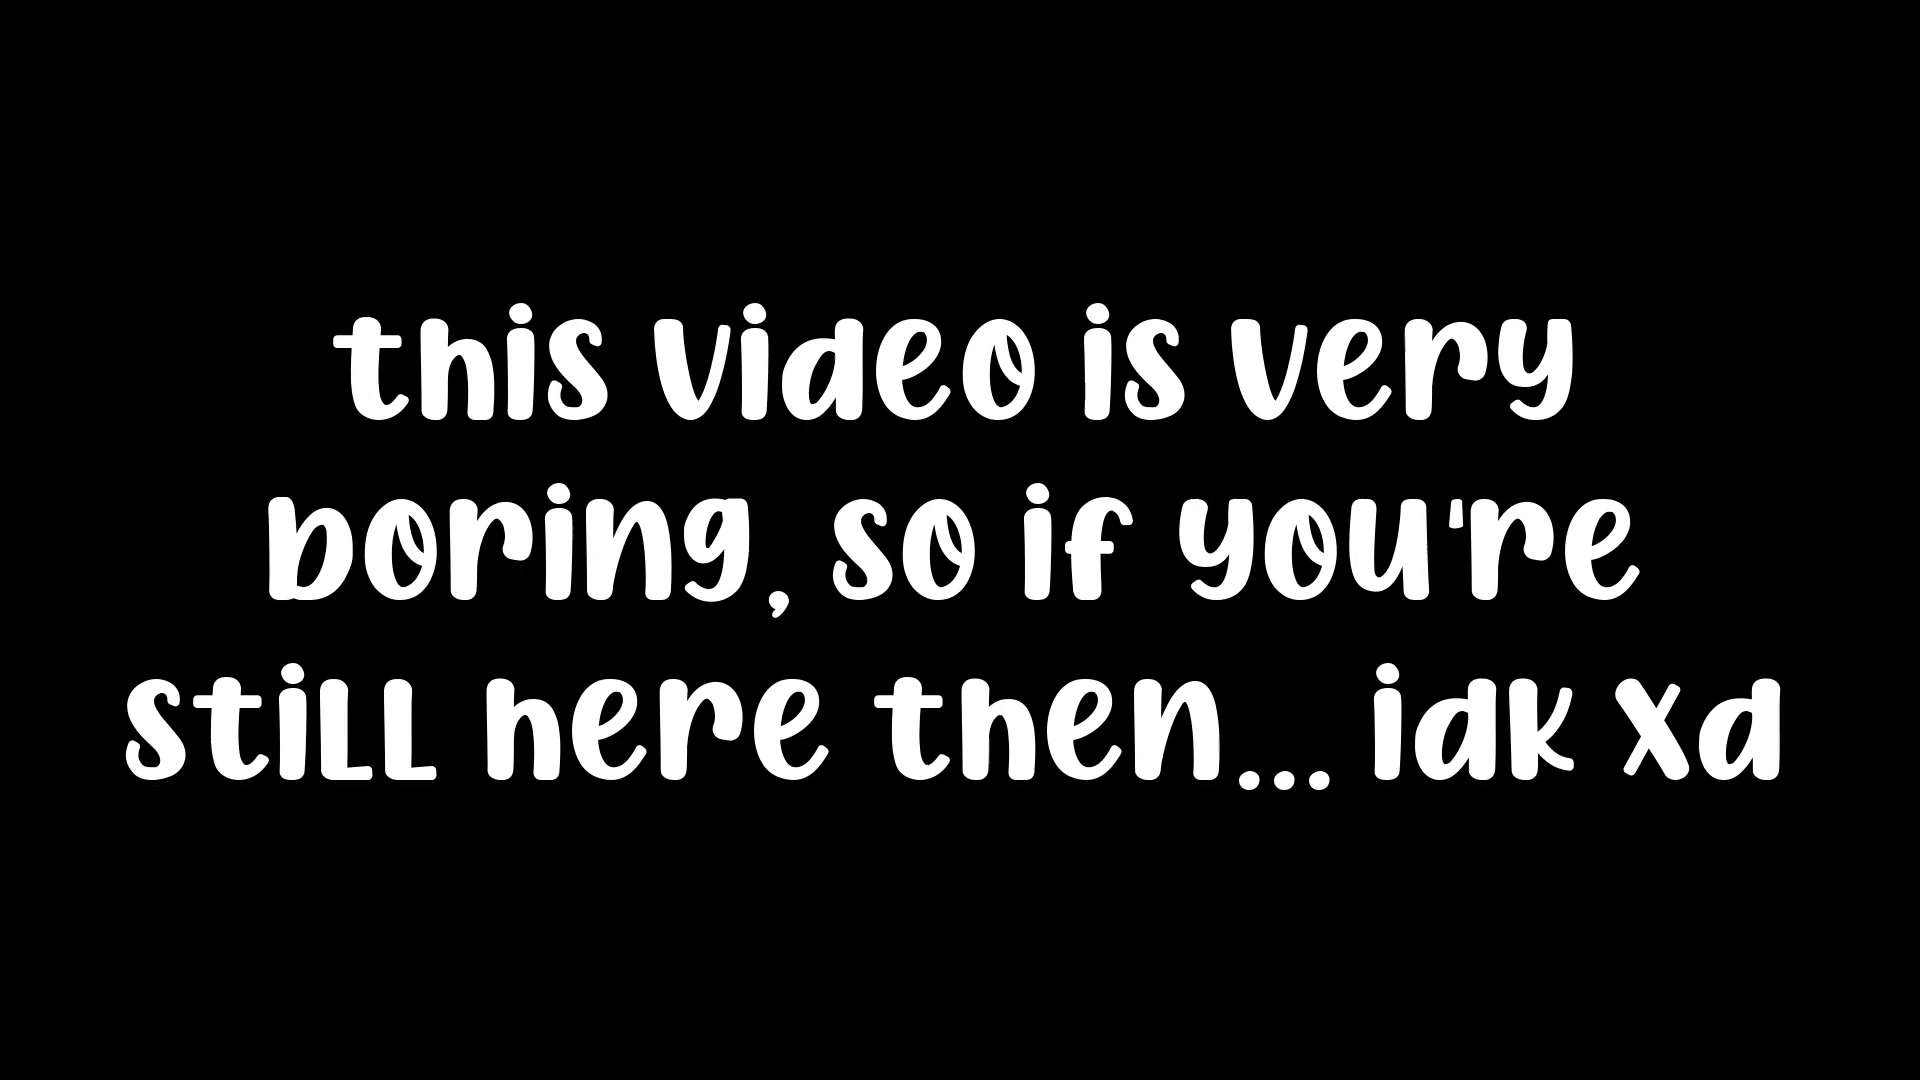 this video is very
boring, so if you're
still here then... idk xd